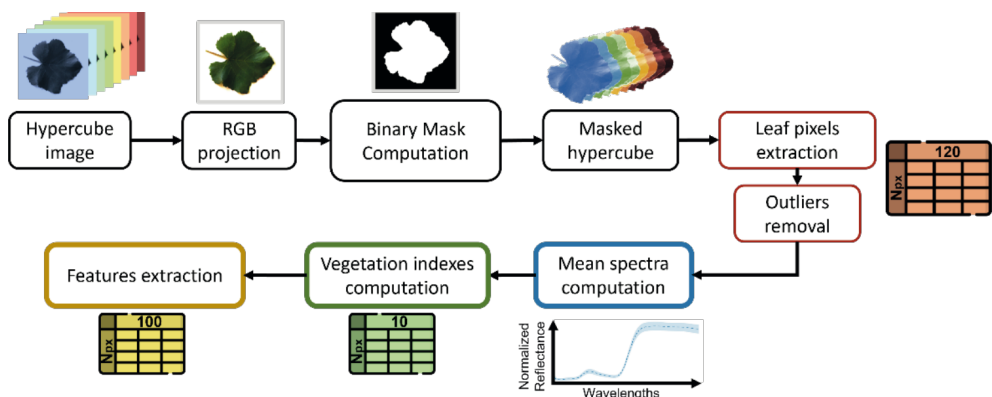 Hypercube
image
RGB
projection
Binary Mask
Computation
Masked
hypercube
Leaf pixels
extraction
120
Npx
Outliers
removal
Mean spectra
computation
Vegetation indexes
computation
Features extraction
100
Npx
10
Npx
Normalized
Reflectance
Wavelengths